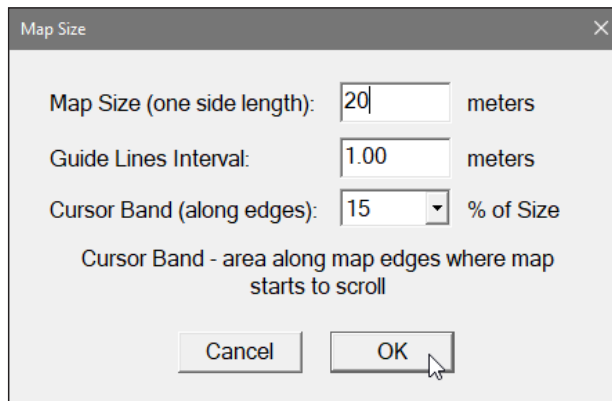 Map Size
Map Size (one side length): 20 meters
Guide Lines Interval: 1.00 meters
Cursor Band (along edges): 15 % of Size
Cursor Band - area along map edges where map
starts to scroll
Cancel OK